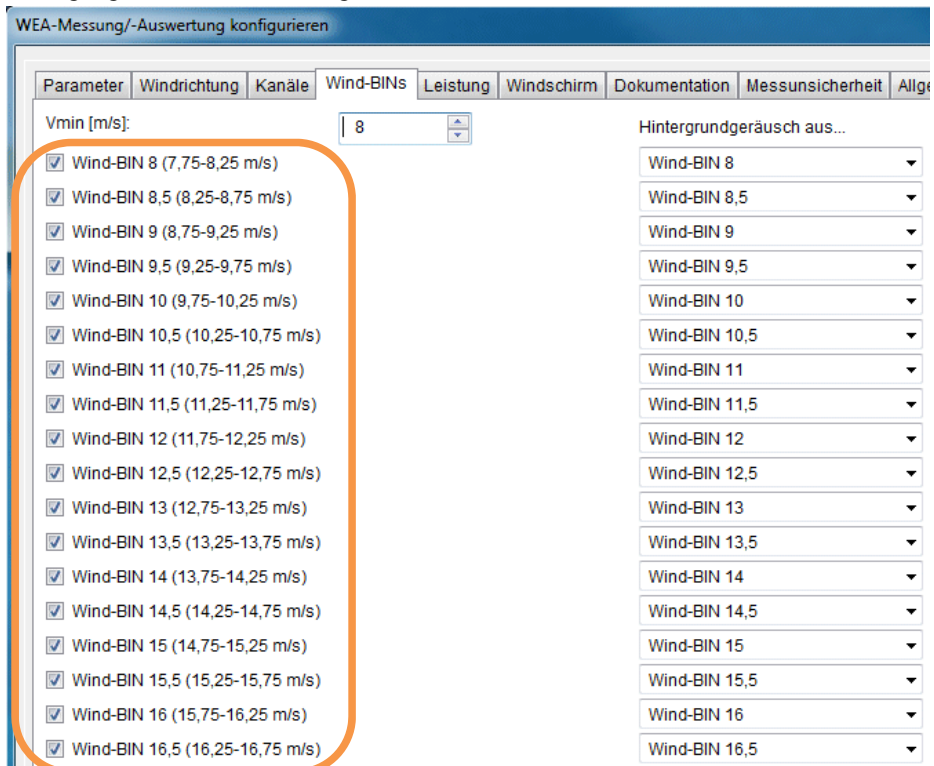 WEA-Messung/-Auswertung konfigurieren
Parameter Windrichtung Kanäle Wind-BINs Leistung Windschirm Dokumentation Messunsicherheit Allge
Vmin [m/s]: 8 Hintergrundgeräusch aus...
Wind-BIN 8 (7,75-8,25 m/s) Wind-BIN 8
Wind-BIN 8,5 (8,25-8,75 m/s) Wind-BIN 8,5
Wind-BIN 9 (8,75-9,25 m/s) Wind-BIN 9
Wind-BIN 9,5 (9,25-9,75 m/s) Wind-BIN 9,5
Wind-BIN 10 (9,75-10,25 m/s) Wind-BIN 10
Wind-BIN 10,5 (10,25-10,75 m/s) Wind-BIN 10,5
Wind-BIN 11 (10,75-11,25 m/s) Wind-BIN 11
Wind-BIN 11,5 (11,25-11,75 m/s) Wind-BIN 11,5
Wind-BIN 12 (11,75-12,25 m/s) Wind-BIN 12
Wind-BIN 12,5 (12,25-12,75 m/s) Wind-BIN 12,5
Wind-BIN 13 (12,75-13,25 m/s) Wind-BIN 13
Wind-BIN 13,5 (13,25-13,75 m/s) Wind-BIN 13,5
Wind-BIN 14 (13,75-14,25 m/s) Wind-BIN 14
Wind-BIN 14,5 (14,25-14,75 m/s) Wind-BIN 14,5
Wind-BIN 15 (14,75-15,25 m/s) Wind-BIN 15
Wind-BIN 15,5 (15,25-15,75 m/s) Wind-BIN 15,5
Wind-BIN 16 (15,75-16,25 m/s) Wind-BIN 16
Wind-BIN 16,5 (16,25-16,75 m/s) Wind-BIN 16,5